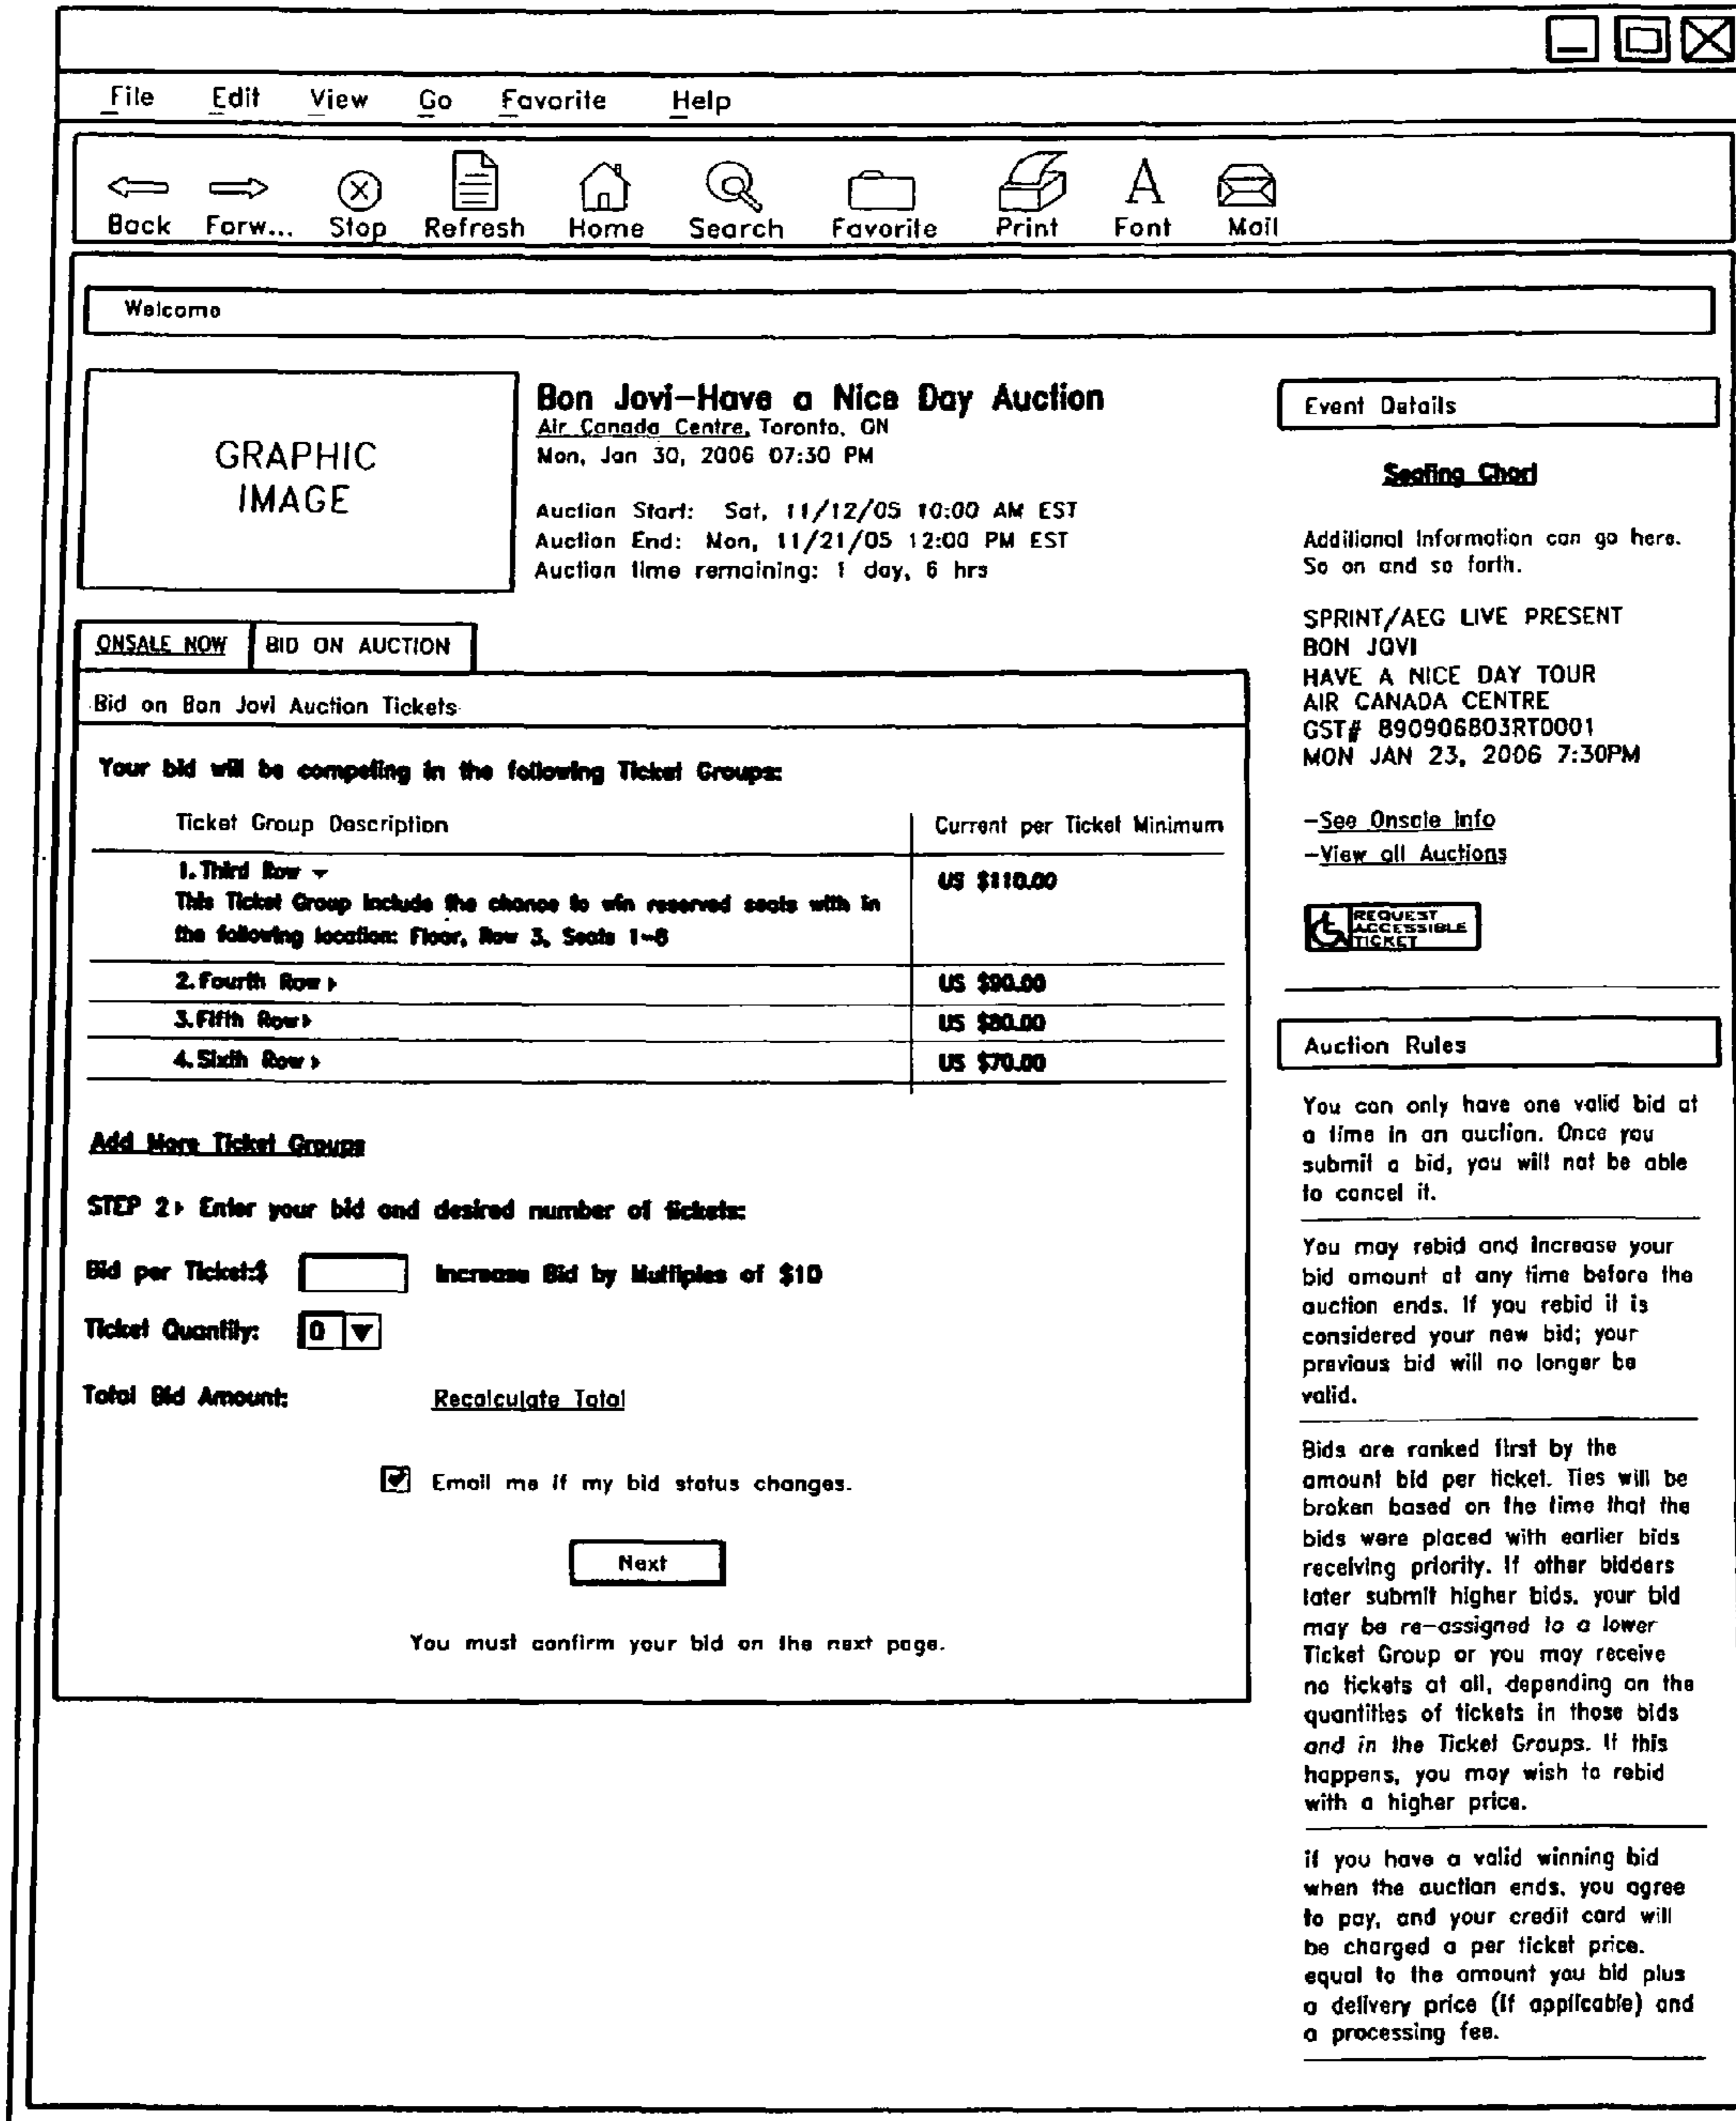 File Edit View Go Favorite Help
Back Forw... Stop Refresh Home Search Favorite Print Font Mail
Welcome
GRAPHIC
IMAGE
Bon Jovi-Have a Nice Day Auction
Air Canada Centre, Toronto, ON
Mon, Jan 30, 2006 07:30 PM
Auction Start: Sat, 11/12/05 10:00 AM EST
Auction End: Mon, 11/21/05 12:00 PM EST
Auction time remaining: 1 day, 6 hrs
ONSALE NOW BID ON AUCTION
Bid on Bon Jovi Auction Tickets
Your bid will be competing in the following Ticket Groups:
Ticket Group Description Current per Ticket Minimum
1. Third Row US $110.00
This Ticket Group include the chance to win reserved seats with in
the following location: Floor, Row 3, Seats 1-8
2. Fourth Row US $90.00
3. Fifth Row US $80.00
4. Sixth Row US $70.00
Add More Ticket Groups
STEP 2 Enter your bid and desired number of tickets:
Bid per Ticket:$ Increase Bid by Multiples of $10
Ticket Quantity: 0
Total Bid Amount: Recalculate Total
Email me if my bid status changes.
Next
You must confirm your bid on the next page.
Event Details
Seating Chart
Additional Information can go here.
So on and so forth.
SPRINT/AEG LIVE PRESENT
BON JOVI
HAVE A NICE DAY TOUR
AIR CANADA CENTRE
GST# 890906803RT0001
MON JAN 23, 2006 7:30PM
-See Onsale Info
-View all Auctions
REQUEST
ACCESSIBLE
TICKET
Auction Rules
You can only have one valid bid at
a time in an auction. Once you
submit a bid, you will not be able
to cancel it.
You may rebid and increase your
bid amount at any time before the
auction ends. If you rebid it is
considered your new bid; your
previous bid will no longer be
valid.
Bids are ranked first by the
amount bid per ticket. Ties will be
broken based on the time that the
bids were placed with earlier bids
receiving priority. If other bidders
later submit higher bids, your bid
may be re-assigned to a lower
Ticket Group or you may receive
no tickets at all, depending on the
quantities of tickets in those bids
and in the Ticket Groups. If this
happens, you may wish to rebid
with a higher price.
If you have a valid winning bid
when the auction ends, you agree
to pay, and your credit card will
be charged a per ticket price.
equal to the amount you bid plus
a delivery price (if applicable) and
a processing fee.